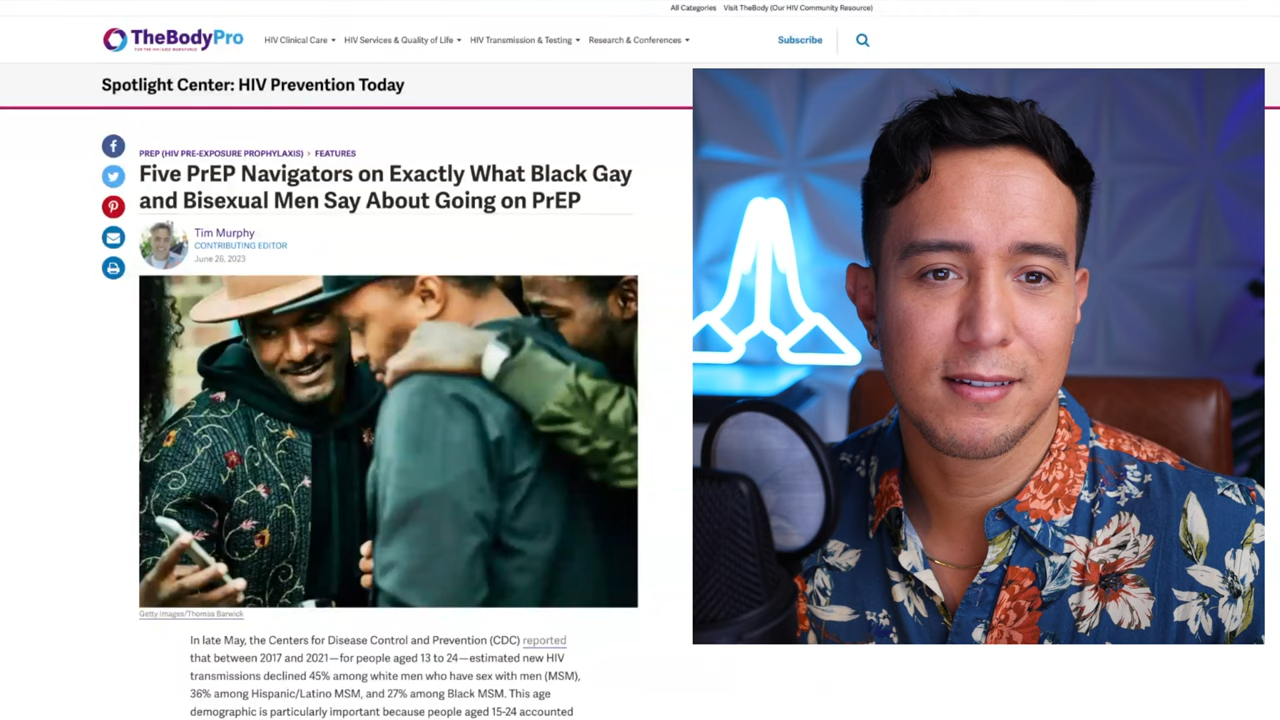 All Categories Visit TheBody (Our HIV Community Resource)
TheBodyPro
FOR THE HIV/AIDS WORKFORCE
HIV Clinical Care HIV Services & Quality of Life HIV Transmission & Testing Research & Conferences
Subscribe
Spotlight Center: HIV Prevention Today
PREP (HIV PRE-EXPOSURE PROPHYLAXIS) > FEATURES
Five PrEP Navigators on Exactly What Black Gay
and Bisexual Men Say About Going on PrEP
Tim Murphy
CONTRIBUTING EDITOR
June 26, 2023
Getty Images/Thomas Barwick
In late May, the Centers for Disease Control and Prevention (CDC) reported
that between 2017 and 2021—for people aged 13 to 24—estimated new HIV
transmissions declined 45% among white men who have sex with men (MSM),
36% among Hispanic/Latino MSM, and 27% among Black MSM. This age
demographic is particularly important because people aged 15-24 accounted